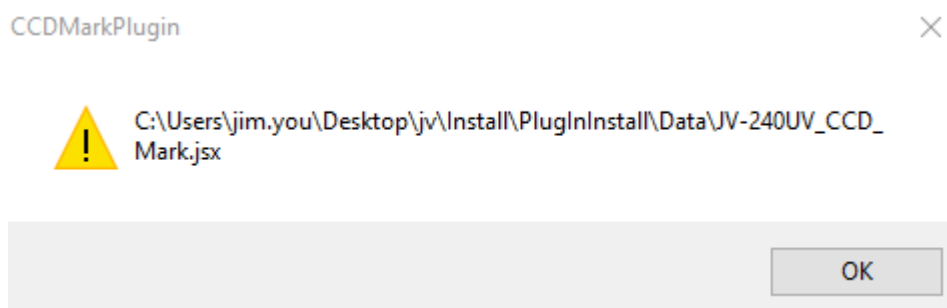 CCDMarkPlugin
C:\Users\jim.you\Desktop\jv\Install\PlugInInstall\Data\JV-240UV_CCD_
Mark.jsx
OK